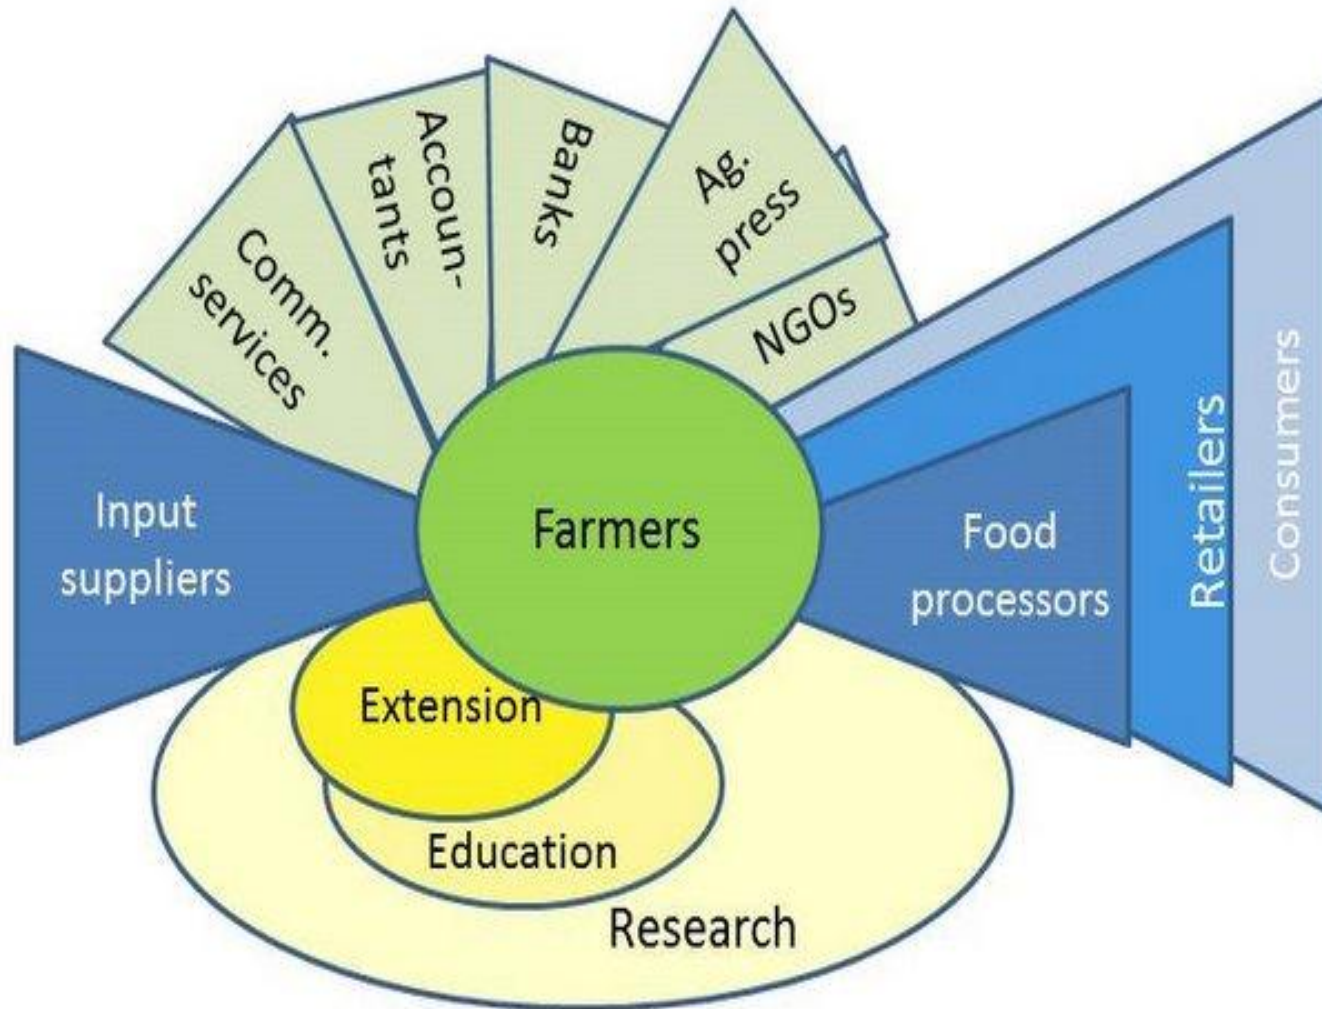 Comm.
services
Accoun-
tants
Banks
Ag.
press
NGOs
Input
suppliers
Farmers
Food
processors
Retailers
Consumers
Extension
Education
Research